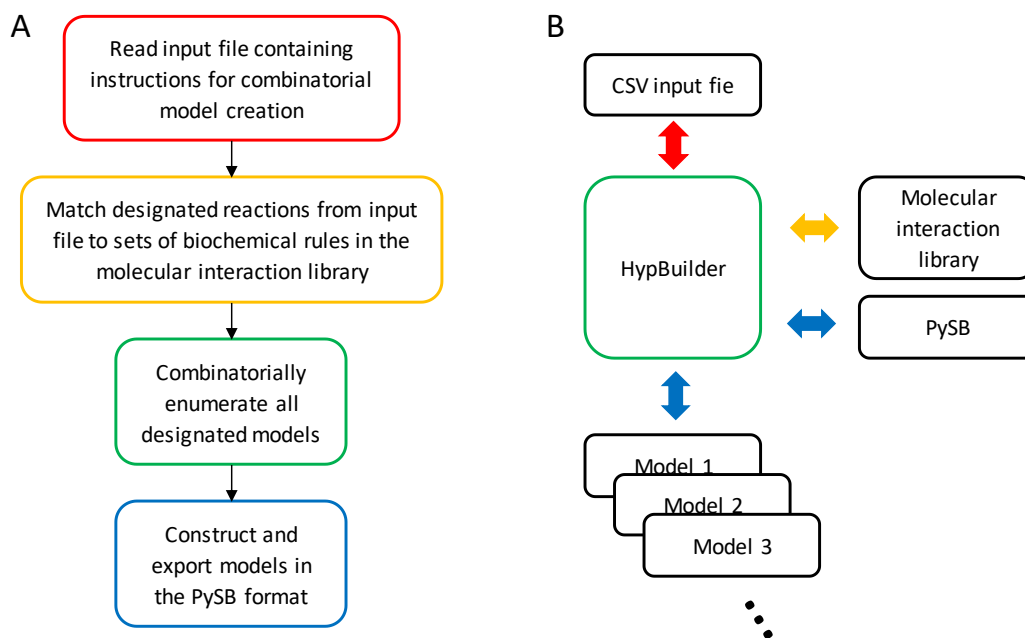 A
Read input file containing
instructions for combinatorial
model creation
Match designated reactions from input
file to sets of biochemical rules in the
molecular interaction library
Combinatorially
enumerate all
designated models
Construct and
export models in
the PySB format
B
CSV input fie
HypBuilder
Molecular
interaction
library
PySB
Model 1
Model 2
Model 3